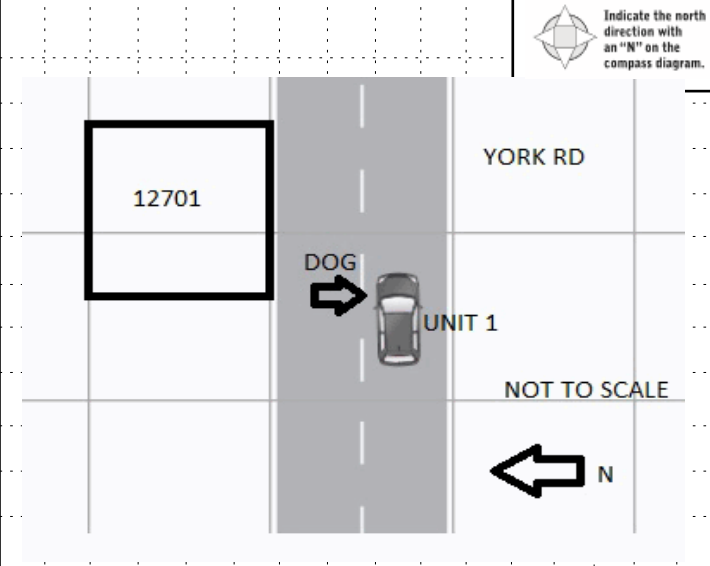 Indicate the north
direction with
an "N" on the
compass diagram.
YORK RD
12701
DOG
UNIT 1
NOT TO SCALE
N